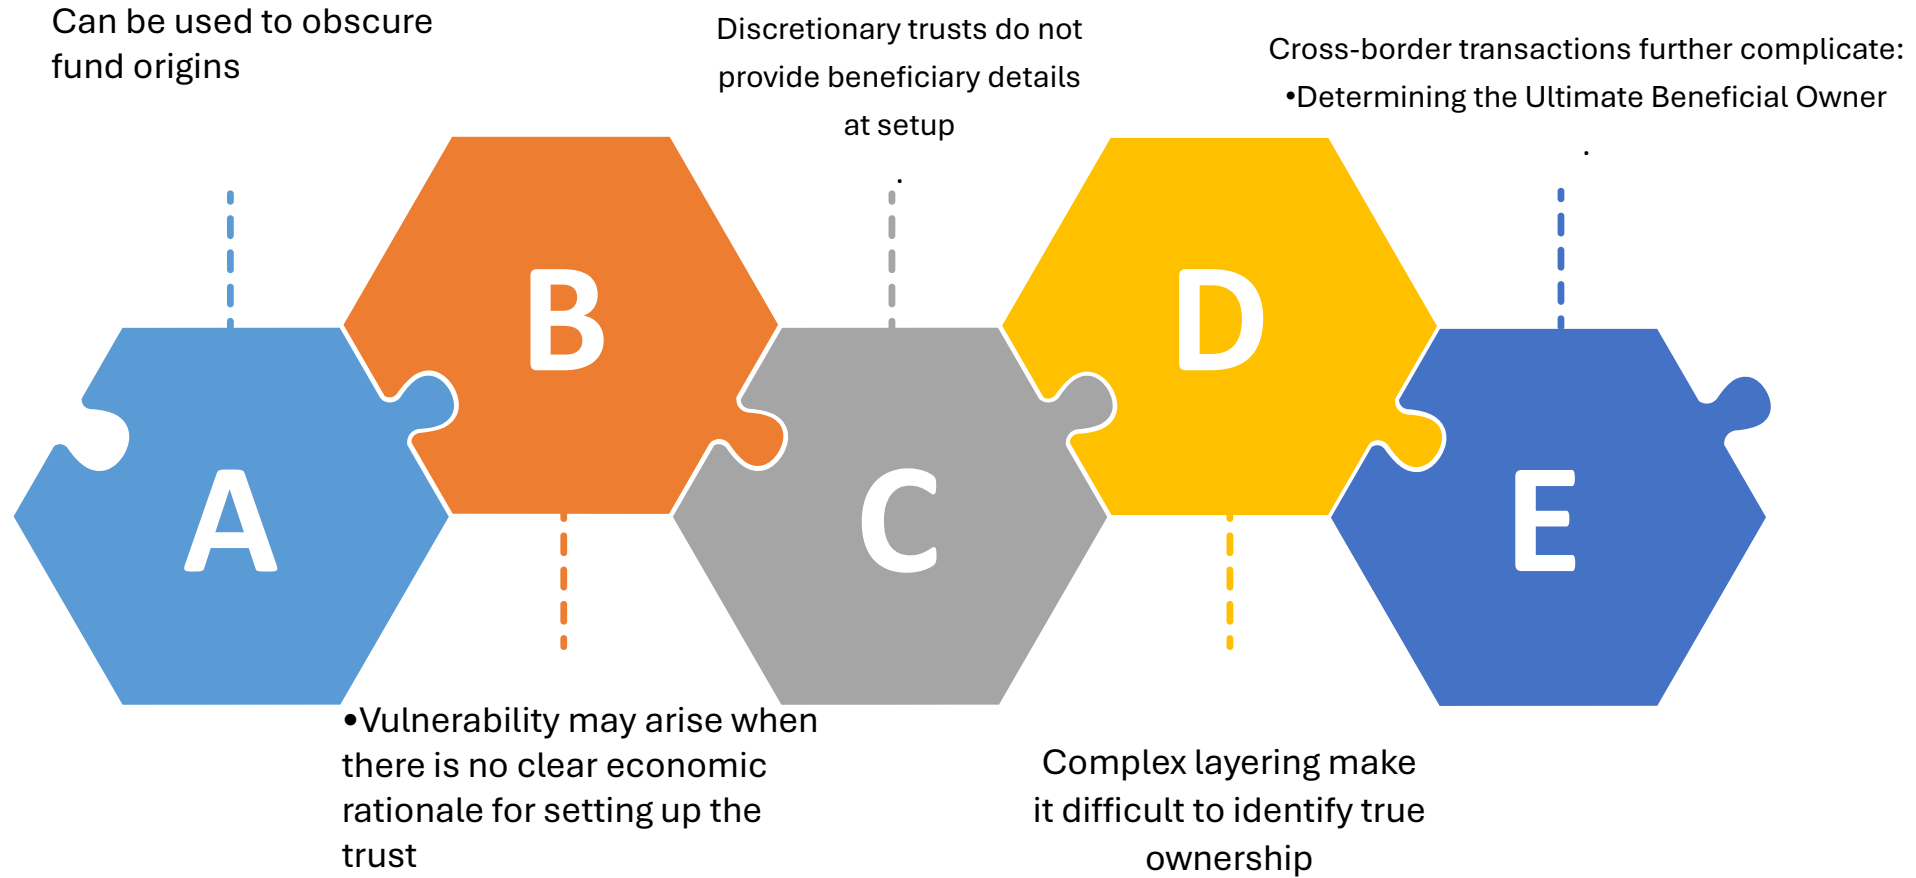 Can be used to obscure
fund origins
Discretionary trusts do not
provide beneficiary details
at setup
.
Cross-border transactions further complicate:
•Determining the Ultimate Beneficial Owner
.
A
B
C
D
E
•Vulnerability may arise when
there is no clear economic
rationale for setting up the
trust
Complex layering make
it difficult to identify true
ownership